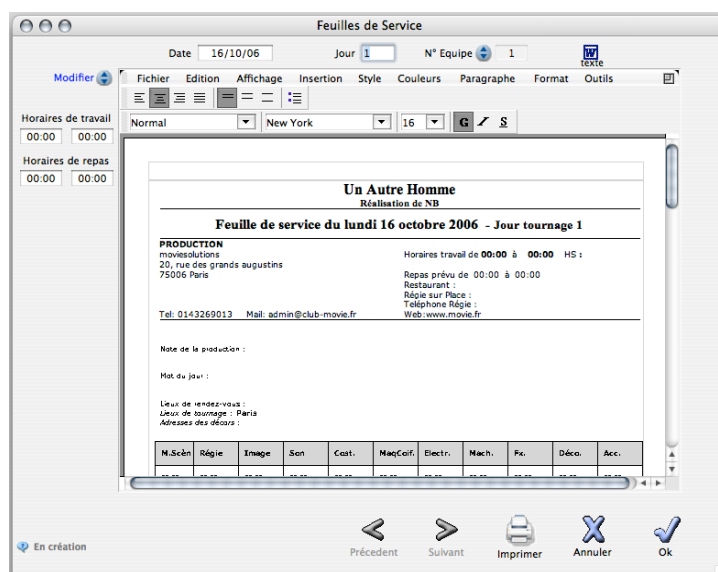 Feuilles de Service
Date 16/10/06 Jour 1 N° Equipe 1 W texte
Modifier
Fichier Edition Affichage Insertion Style Couleurs Paragraphe Format Outils
Normal New York 16 G I S
Horaires de travail
00:00 00:00
Horaires de repas
00:00 00:00
Un Autre Homme
Réalisation de NB
Feuille de service du lundi 16 octobre 2006 - Jour tournage 1
PRODUCTION
moviesolutions Horaires travail de 00:00 à 00:00 HS :
20, rue des grands augustins
75006 Paris Repas prévu de 00:00 à 00:00
Restaurant :
Régie sur Place :
Teléphone Régie :
Tel: 0143269013 Mail: admin@club-movie.fr Web:www.movie.fr
Note de la production :
Mot du jour :
Lieux de rendez-vous :
Lieux de tournage : Paris
Adresses des décors :
M.Scèn Régie Image Son Cost. MaqCoif. Electr. Mach. Fx. Déco. Acc.
En création
Précedent Suivant Imprimer Annuler Ok